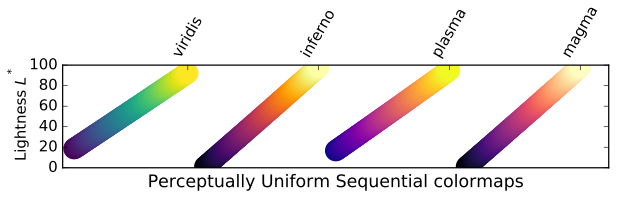 viridis
inferno
plasma
magma
Lightness L*
100
80
60
40
20
0
Perceptually Uniform Sequential colormaps